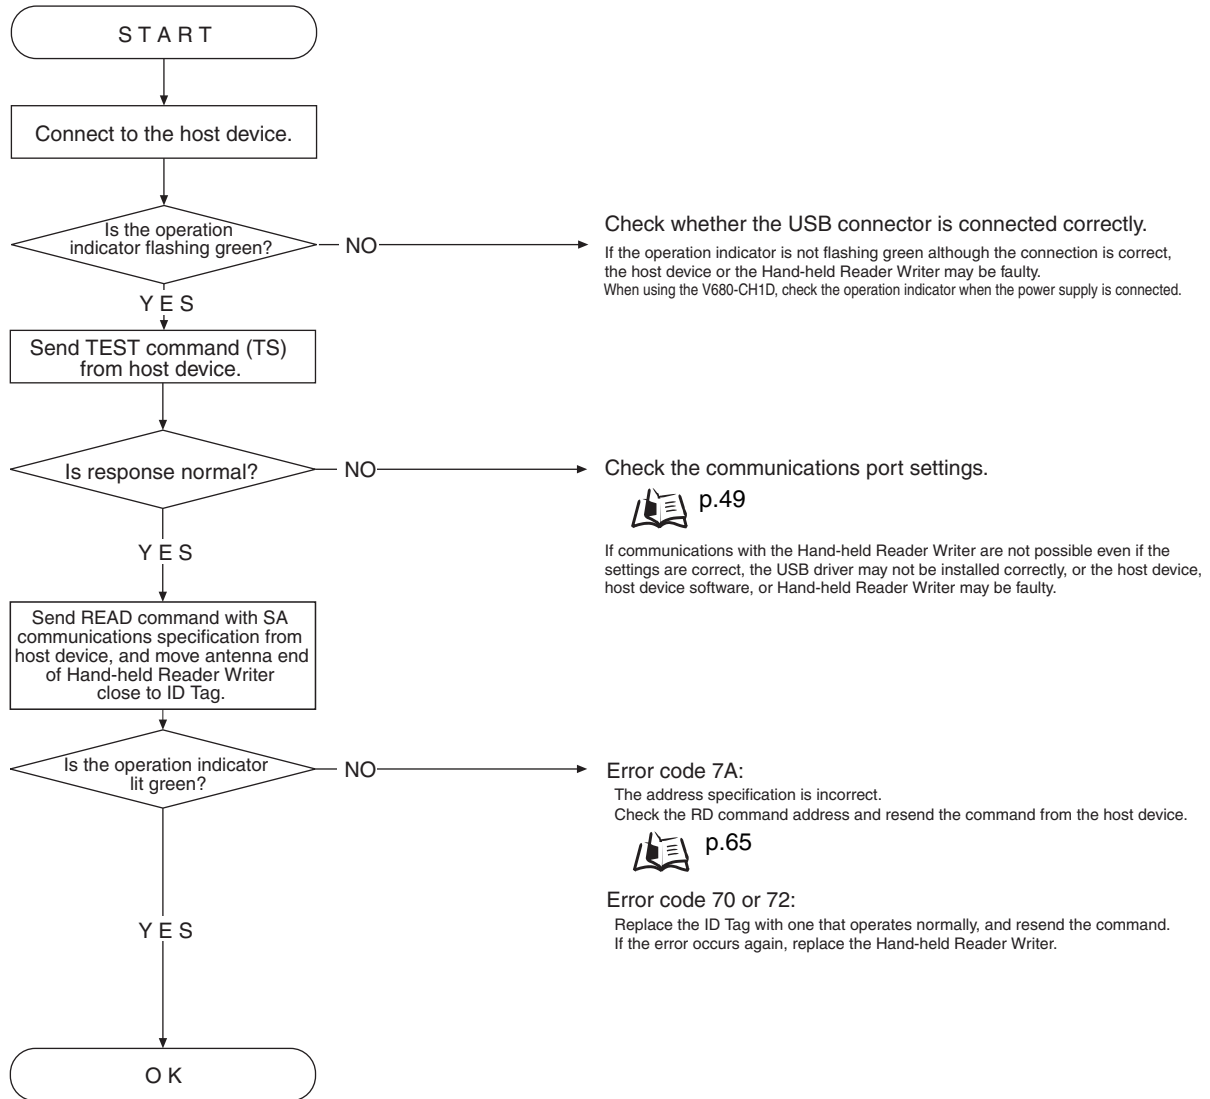 S T A R T
Connect to the host device.
Is the operation
indicator flashing green?
NO
Check whether the USB connector is connected correctly.
If the operation indicator is not flashing green although the connection is correct,
the host device or the Hand-held Reader Writer may be faulty.
When using the V680-CH1D, check the operation indicator when the power supply is connected.
Y E S
Send TEST command (TS)
from host device.
Is response normal?
NO
Check the communications port settings.
p.49
If communications with the Hand-held Reader Writer are not possible even if the
settings are correct, the USB driver may not be installed correctly, or the host device,
host device software, or Hand-held Reader Writer may be faulty.
Y E S
Send READ command with SA
communications specification from
host device, and move antenna end
of Hand-held Reader Writer
close to ID Tag.
Is the operation indicator
lit green?
NO
Error code 7A:
The address specification is incorrect.
Check the RD command address and resend the command from the host device.
p.65
Error code 70 or 72:
Replace the ID Tag with one that operates normally, and resend the command.
If the error occurs again, replace the Hand-held Reader Writer.
Y E S
O K